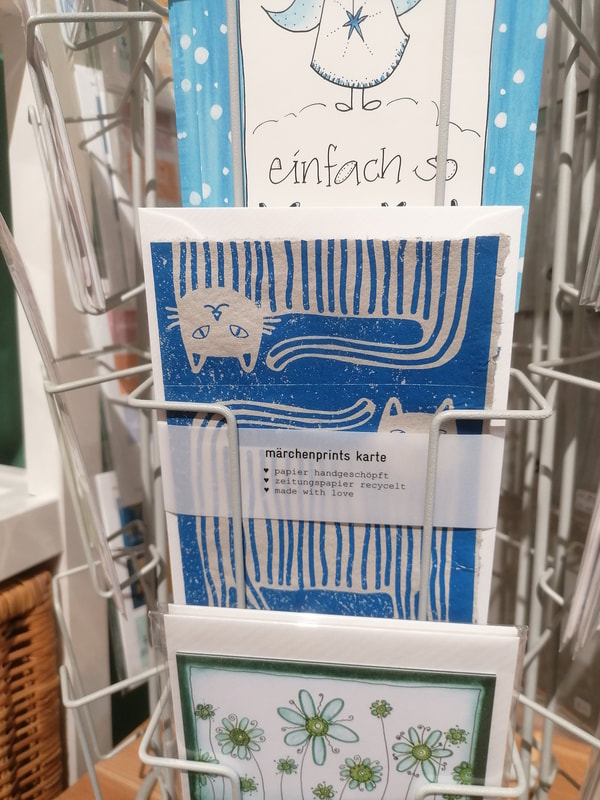 einfach so
märchenprints karte
♥ papier handgeschöpft
♥ zeitungspapier recycelt
♥ made with love